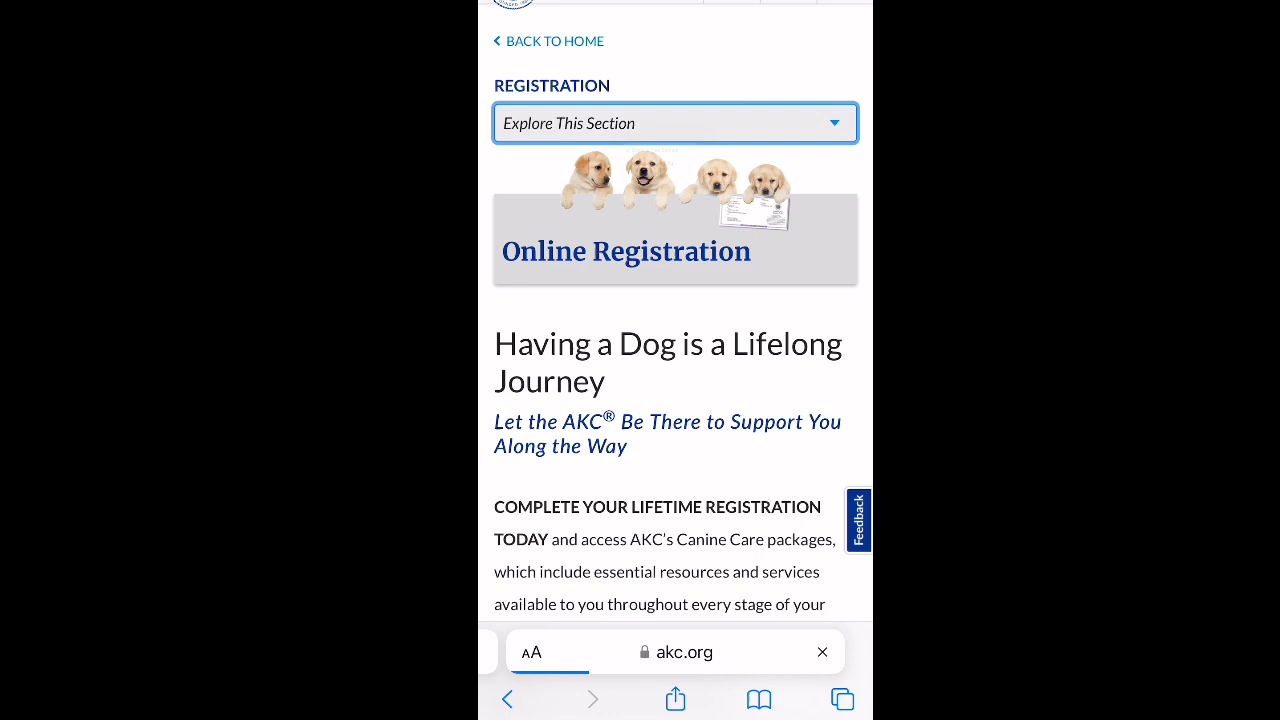 BACK TO HOME
REGISTRATION
Explore This Section
Online Registration
Having a Dog is a Lifelong
Journey
Let the AKC® Be There to Support You
Along the Way
COMPLETE YOUR LIFETIME REGISTRATION
TODAY and access AKC's Canine Care packages,
which include essential resources and services
available to you throughout every stage of your
Feedback
AA
akc.org